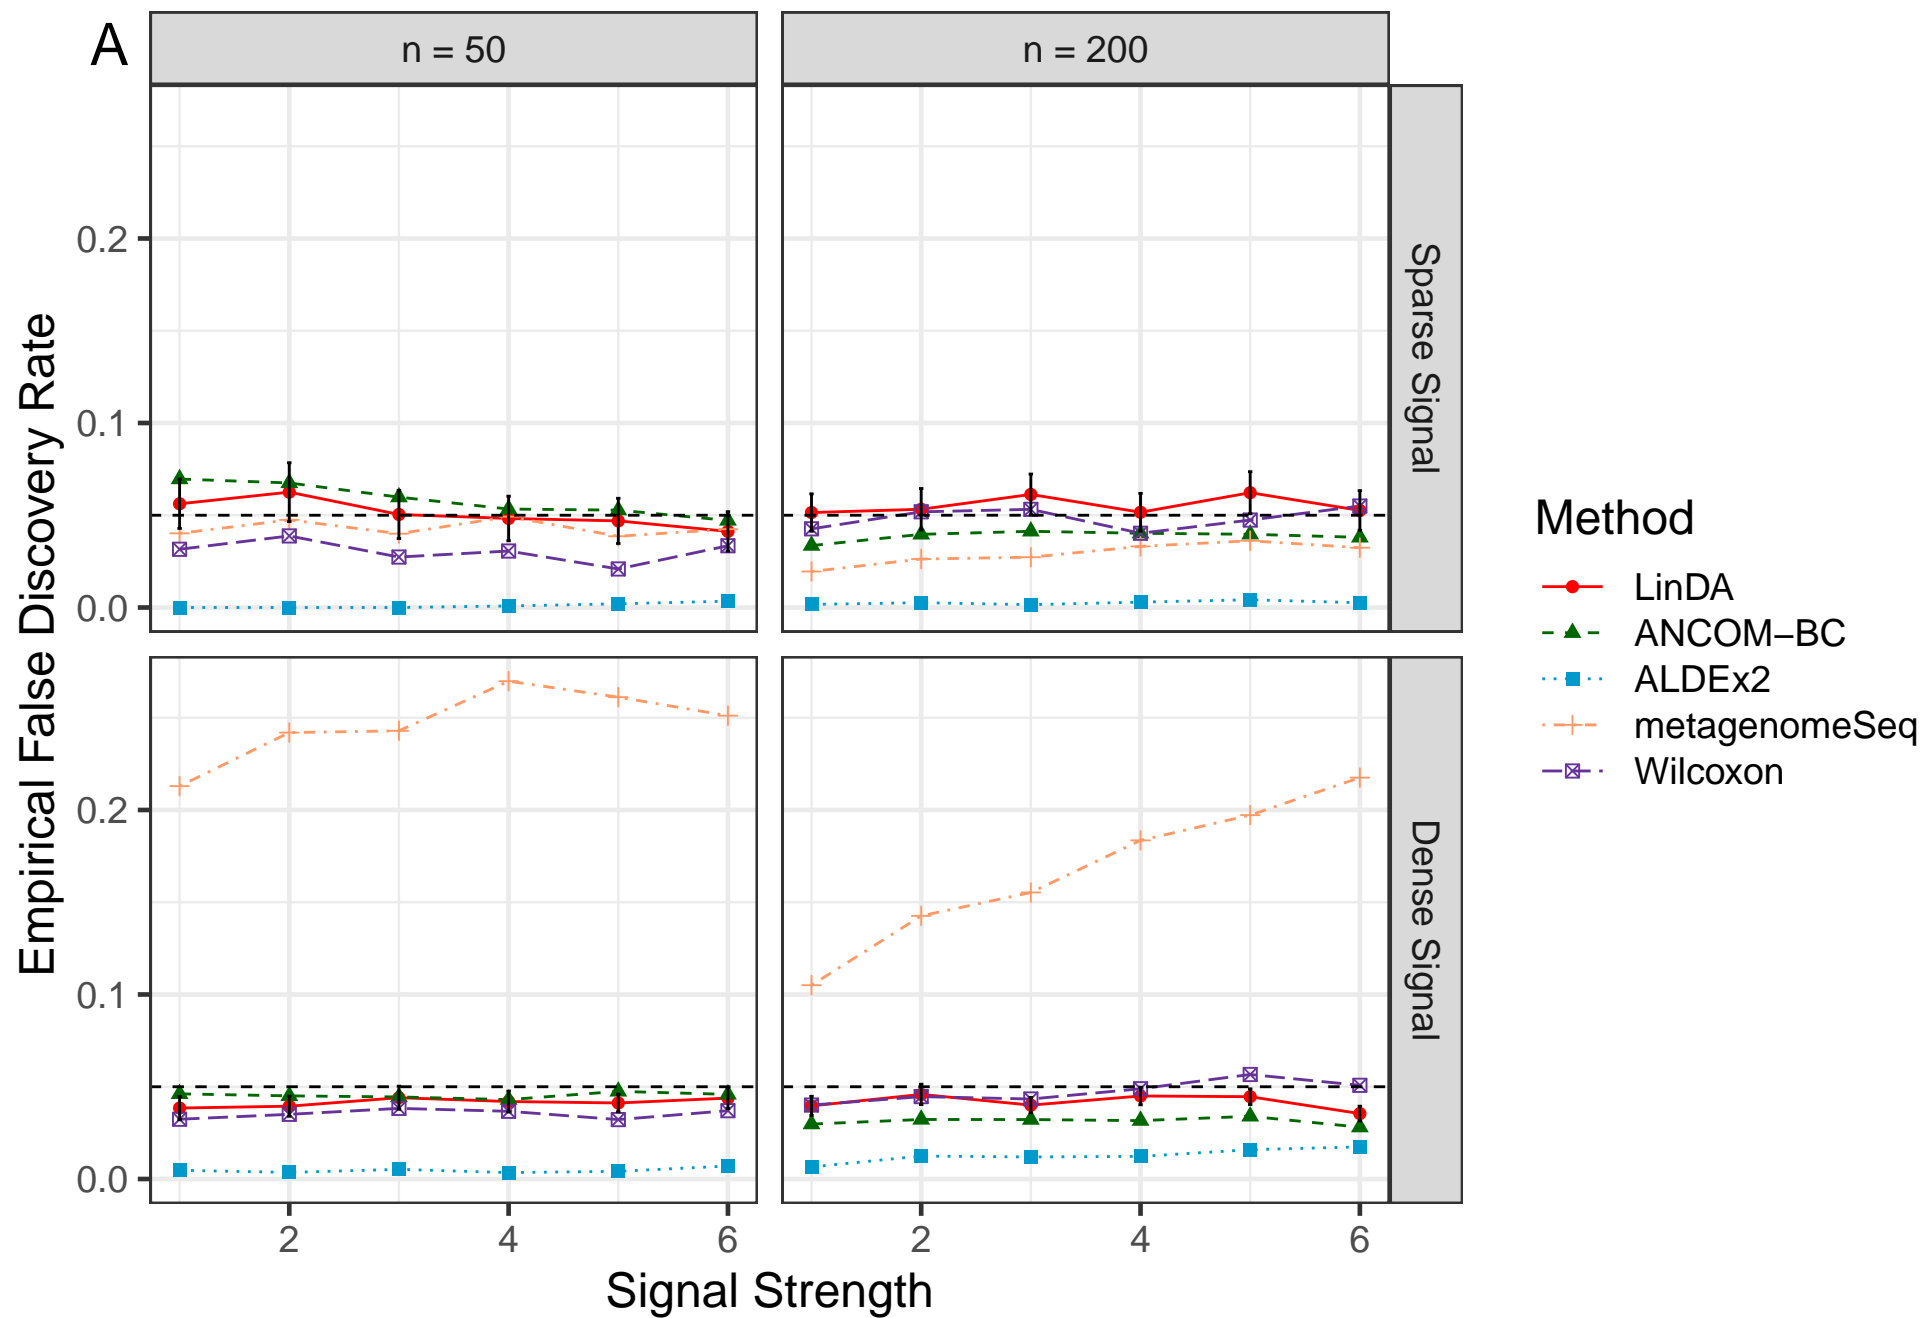 A
n = 50
n = 200
Sparse Signal
Dense Signal
Empirical False Discovery Rate
0.2
0.1
0.0
0.2
0.1
0.0
2
4
6
2
4
6
Signal Strength
Method
LinDA
ANCOM−BC
ALDEx2
metagenomeSeq
Wilcoxon